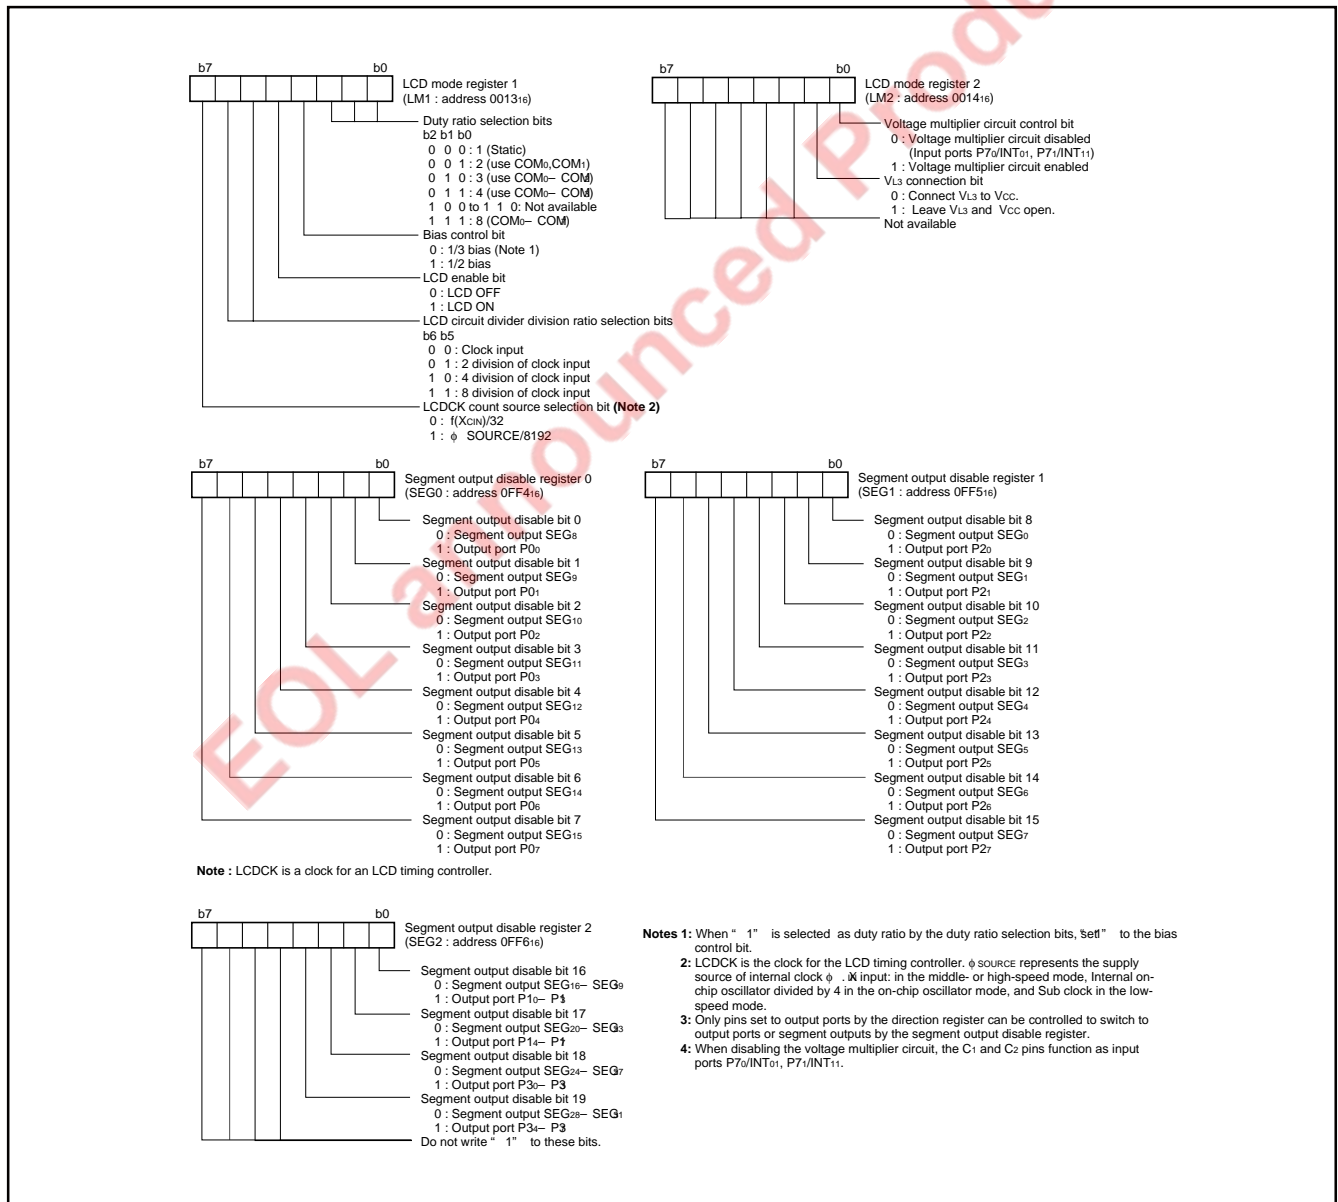 EOL announced Produ
b7 b0
LCD mode register 1
(LM1 : address 001316)
Duty ratio selection bits
b2 b1 b0
0 0 0 : 1 (Static)
0 0 1 : 2 (use COM0,COM1)
0 1 0 : 3 (use COM0– COM2)
0 1 1 : 4 (use COM0– COM3)
1 0 0 to 1 1 0: Not available
1 1 1 : 8 (COM0– COM7)
Bias control bit
0 : 1/3 bias (Note 1)
1 : 1/2 bias
LCD enable bit
0 : LCD OFF
1 : LCD ON
LCD circuit divider division ratio selection bits
b6 b5
0 0 : Clock input
0 1 : 2 division of clock input
1 0 : 4 division of clock input
1 1 : 8 division of clock input
LCDCK count source selection bit (Note 2)
0 : f(XCIN)/32
1 : ϕ SOURCE/8192
b7 b0
LCD mode register 2
(LM2 : address 001416)
Voltage multiplier circuit control bit
0 : Voltage multiplier circuit disabled
(Input ports P70/INT01, P71/INT11)
1 : Voltage multiplier circuit enabled
VL3 connection bit
0 : Connect VL3 to VCC.
1 : Leave VL3 and VCC open.
Not available
b7 b0
Segment output disable register 0
(SEG0 : address 0FF416)
Segment output disable bit 0
0 : Segment output SEG8
1 : Output port P00
Segment output disable bit 1
0 : Segment output SEG9
1 : Output port P01
Segment output disable bit 2
0 : Segment output SEG10
1 : Output port P02
Segment output disable bit 3
0 : Segment output SEG11
1 : Output port P03
Segment output disable bit 4
0 : Segment output SEG12
1 : Output port P04
Segment output disable bit 5
0 : Segment output SEG13
1 : Output port P05
Segment output disable bit 6
0 : Segment output SEG14
1 : Output port P06
Segment output disable bit 7
0 : Segment output SEG15
1 : Output port P07
Note : LCDCK is a clock for an LCD timing controller.
b7 b0
Segment output disable register 1
(SEG1 : address 0FF516)
Segment output disable bit 8
0 : Segment output SEG0
1 : Output port P20
Segment output disable bit 9
0 : Segment output SEG1
1 : Output port P21
Segment output disable bit 10
0 : Segment output SEG2
1 : Output port P22
Segment output disable bit 11
0 : Segment output SEG3
1 : Output port P23
Segment output disable bit 12
0 : Segment output SEG4
1 : Output port P24
Segment output disable bit 13
0 : Segment output SEG5
1 : Output port P25
Segment output disable bit 14
0 : Segment output SEG6
1 : Output port P26
Segment output disable bit 15
0 : Segment output SEG7
1 : Output port P27
b7 b0
Segment output disable register 2
(SEG2 : address 0FF616)
Segment output disable bit 16
0 : Segment output SEG16– SEG19
1 : Output port P10– P13
Segment output disable bit 17
0 : Segment output SEG20– SEG23
1 : Output port P14– P17
Segment output disable bit 18
0 : Segment output SEG24– SEG27
1 : Output port P30– P33
Segment output disable bit 19
0 : Segment output SEG28– SEG31
1 : Output port P34– P37
Do not write “ 1” to these bits.
Notes 1: When “ 1” is selected as duty ratio by the duty ratio selection bits, set “1” to the bias
control bit.
2: LCDCK is the clock for the LCD timing controller. ϕ SOURCE represents the supply
source of internal clock ϕ . XIN input: in the middle- or high-speed mode, Internal on-
chip oscillator divided by 4 in the on-chip oscillator mode, and Sub clock in the low-
speed mode.
3: Only pins set to output ports by the direction register can be controlled to switch to
output ports or segment outputs by the segment output disable register.
4: When disabling the voltage multiplier circuit, the C1 and C2 pins function as input
ports P70/INT01, P71/INT11.